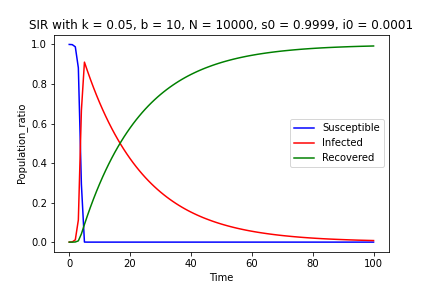 SIR with k = 0.05, b = 10, N = 10000, s0 = 0.9999, i0 = 0.0001
Population_ratio
1.0
0.8
0.6
0.4
0.2
0.0
Susceptible
Infected
Recovered
0 20 40 60 80 100
Time